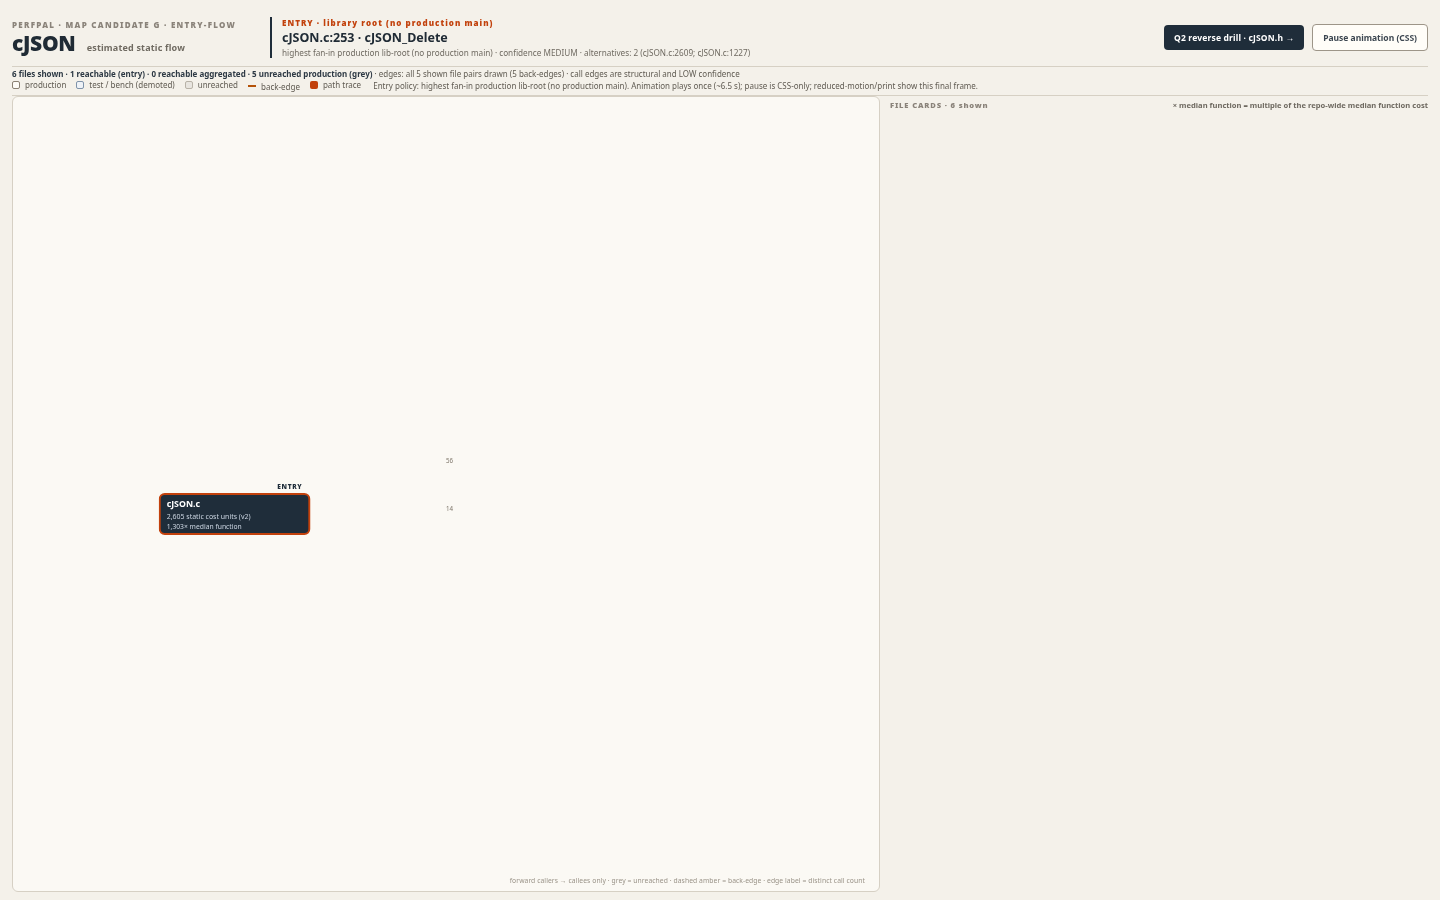 PERFPAL · MAP CANDIDATE G · ENTRY-FLOW
cJSON estimated static flow
ENTRY · library root (no production main)
cJSON.c:253 · cJSON_Delete
highest fan-in production lib-root (no production main) · confidence MEDIUM · alternatives: 2 (cJSON.c:2609; cJSON.c:1227)
Q2 reverse drill · cJSON.h →
Pause animation (CSS)
6 files shown · 1 reachable (entry) · 0 reachable aggregated · 5 unreached production (grey) · edges: all 5 shown file pairs drawn (5 back-edges) · call edges are structural and LOW confidence
production test / bench (demoted) unreached back-edge path trace Entry policy: highest fan-in production lib-root (no production main). Animation plays once (~6.5 s); pause is CSS-only; reduced-motion/print show this final frame.
FILE CARDS · 6 shown
× median function = multiple of the repo-wide median function cost
56
ENTRY
cJSON.c
2,605 static cost units (v2)
1,303× median function
14
forward callers → callees only · grey = unreached · dashed amber = back-edge · edge label = distinct call count